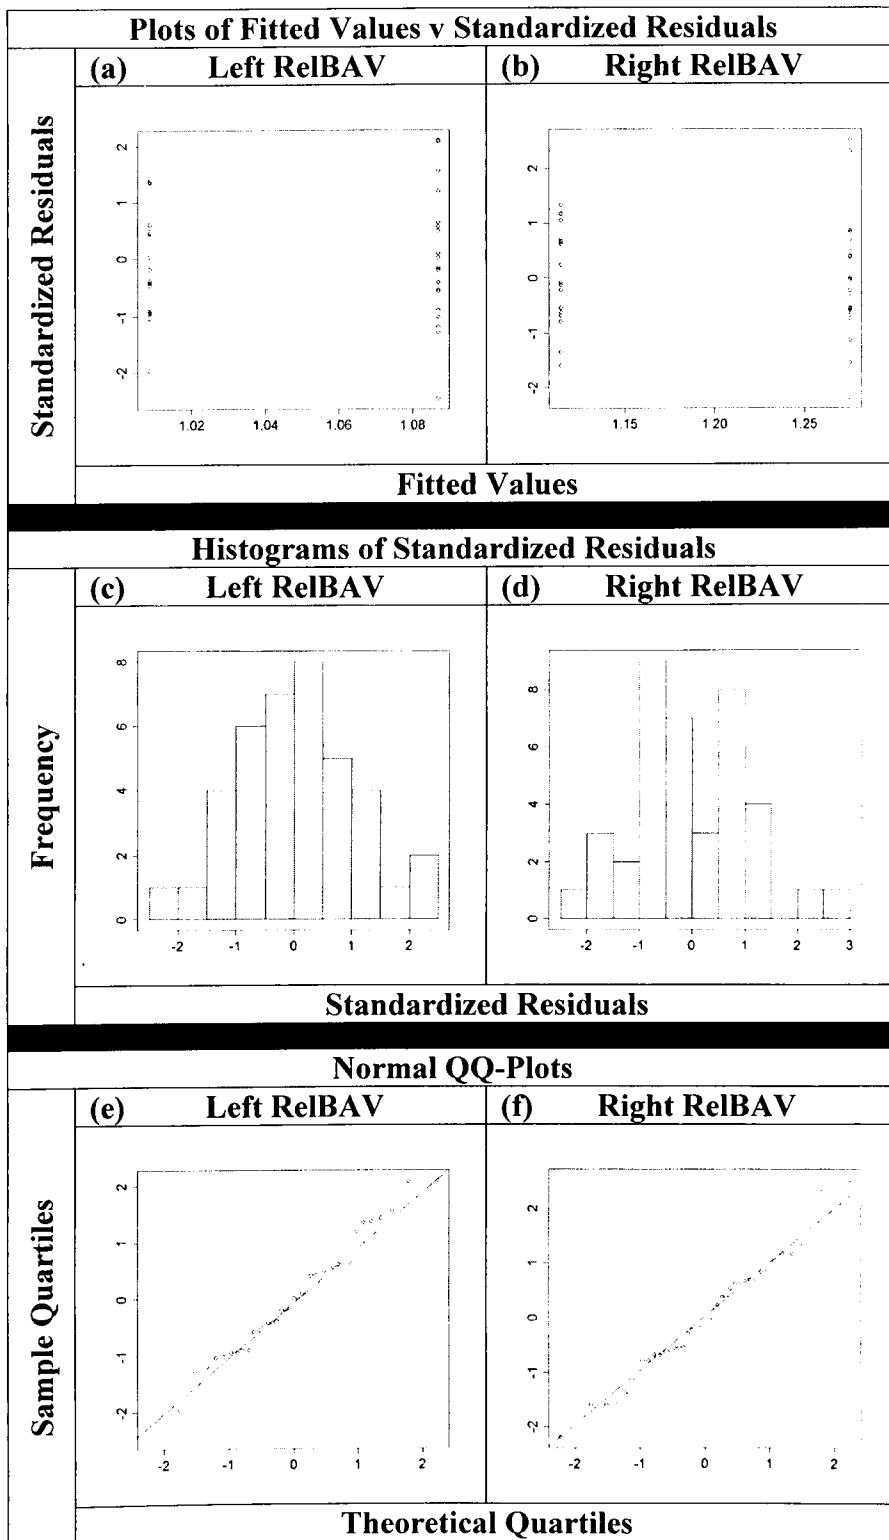 Plots of Fitted Values v Standardized Residuals
(a) Left RelBAV
(b) Right RelBAV
Standardized Residuals
2
1
0
-1
-2
1.02 1.04 1.06 1.08
2
1
0
-1
-2
1.15 1.20 1.25
Fitted Values
Histograms of Standardized Residuals
(c) Left RelBAV
(d) Right RelBAV
Frequency
8
6
4
2
0
-2 -1 0 1 2
8
6
4
2
0
-2 -1 0 1 2 3
Standardized Residuals
Normal QQ-Plots
(e) Left RelBAV
(f) Right RelBAV
Sample Quartiles
2
1
0
-1
-2
-2 -1 0 1 2
2
1
0
-1
-2
-2 -1 0 1 2
Theoretical Quartiles